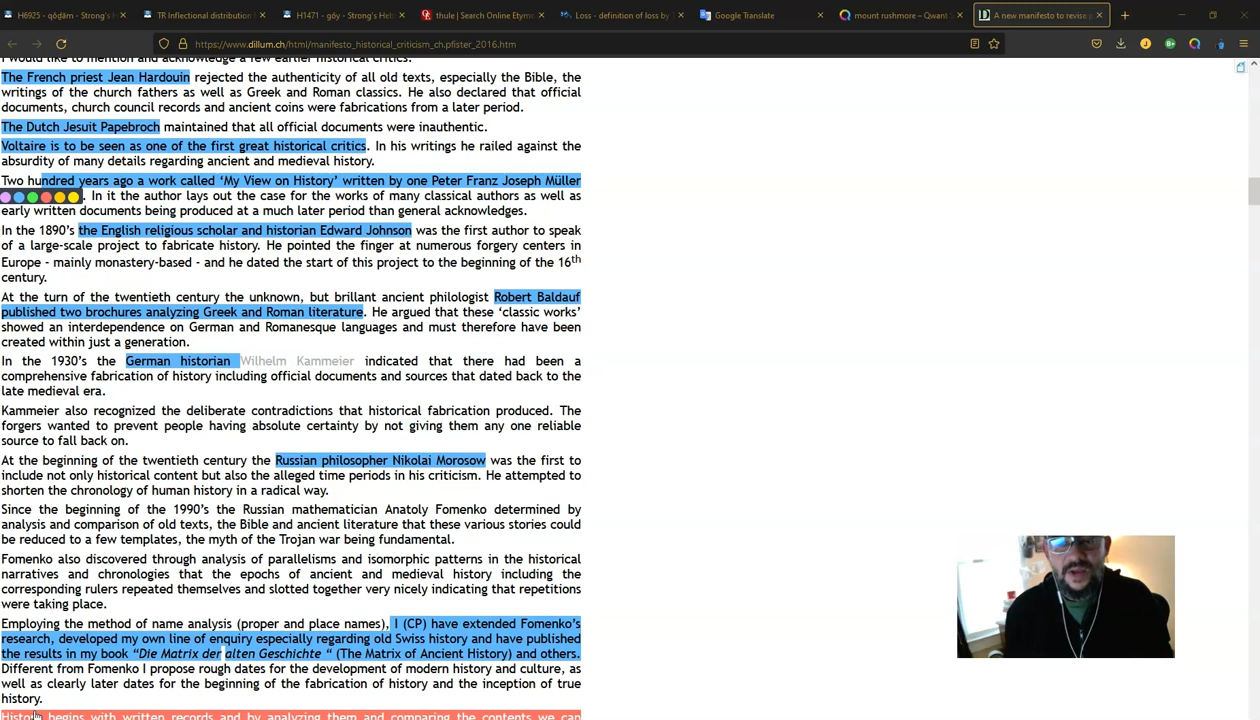 H6925 - qôḏām - Strong's H
TR Inflectional distribution
H1471 - gôy - Strong's He
thule | Search Online Etym
Loss - definition of loss by
Google Translate
mount rushmore – Qwant
A new manifesto to revise
https://www.dillum.ch/html/manifesto_historical_criticism_ch.pfister_2016.htm
I would like to mention and acknowledge a few earlier historical critics.
The French priest Jean Hardouin rejected the authenticity of all old texts, especially the Bible, the
writings of the church fathers as well as Greek and Roman classics. He also declared that official
documents, church council records and ancient coins were fabrications from a later period.
The Dutch Jesuit Papebroch maintained that all official documents were inauthentic.
Voltaire is to be seen as one of the first great historical critics. In his writings he railed against the
absurdity of many details regarding ancient and medieval history.
Two hundred years ago a work called ‘My View on History’ written by one Peter Franz Joseph Müller
. In it the author lays out the case for the works of many classical authors as well as
early written documents being produced at a much later period than general acknowledges.
In the 1890’s the English religious scholar and historian Edward Johnson was the first author to speak
of a large-scale project to fabricate history. He pointed the finger at numerous forgery centers in
Europe - mainly monastery-based - and he dated the start of this project to the beginning of the 16th
century.
At the turn of the twentieth century the unknown, but brillant ancient philologist Robert Baldauf
published two brochures analyzing Greek and Roman literature. He argued that these ‘classic works’
showed an interdependence on German and Romanesque languages and must therefore have been
created within just a generation.
In the 1930’s the German historian Wilhelm Kammeier indicated that there had been a
comprehensive fabrication of history including official documents and sources that dated back to the
late medieval era.
Kammeier also recognized the deliberate contradictions that historical fabrication produced. The
forgers wanted to prevent people having absolute certainty by not giving them any one reliable
source to fall back on.
At the beginning of the twentieth century the Russian philosopher Nikolai Morosow was the first to
include not only historical content but also the alleged time periods in his criticism. He attempted to
shorten the chronology of human history in a radical way.
Since the beginning of the 1990’s the Russian mathematician Anatoly Fomenko determined by
analysis and comparison of old texts, the Bible and ancient literature that these various stories could
be reduced to a few templates, the myth of the Trojan war being fundamental.
Fomenko also discovered through analysis of parallelisms and isomorphic patterns in the historical
narratives and chronologies that the epochs of ancient and medieval history including the
corresponding rulers repeated themselves and slotted together very nicely indicating that repetitions
were taking place.
Employing the method of name analysis (proper and place names), I (CP) have extended Fomenko’s
research, developed my own line of enquiry especially regarding old Swiss history and have published
the results in my book “Die Matrix der alten Geschichte “ (The Matrix of Ancient History) and others.
Different from Fomenko I propose rough dates for the development of modern history and culture, as
well as clearly later dates for the beginning of the fabrication of history and the inception of true
history.
History begins with written records and by analyzing them and comparing the contents we can